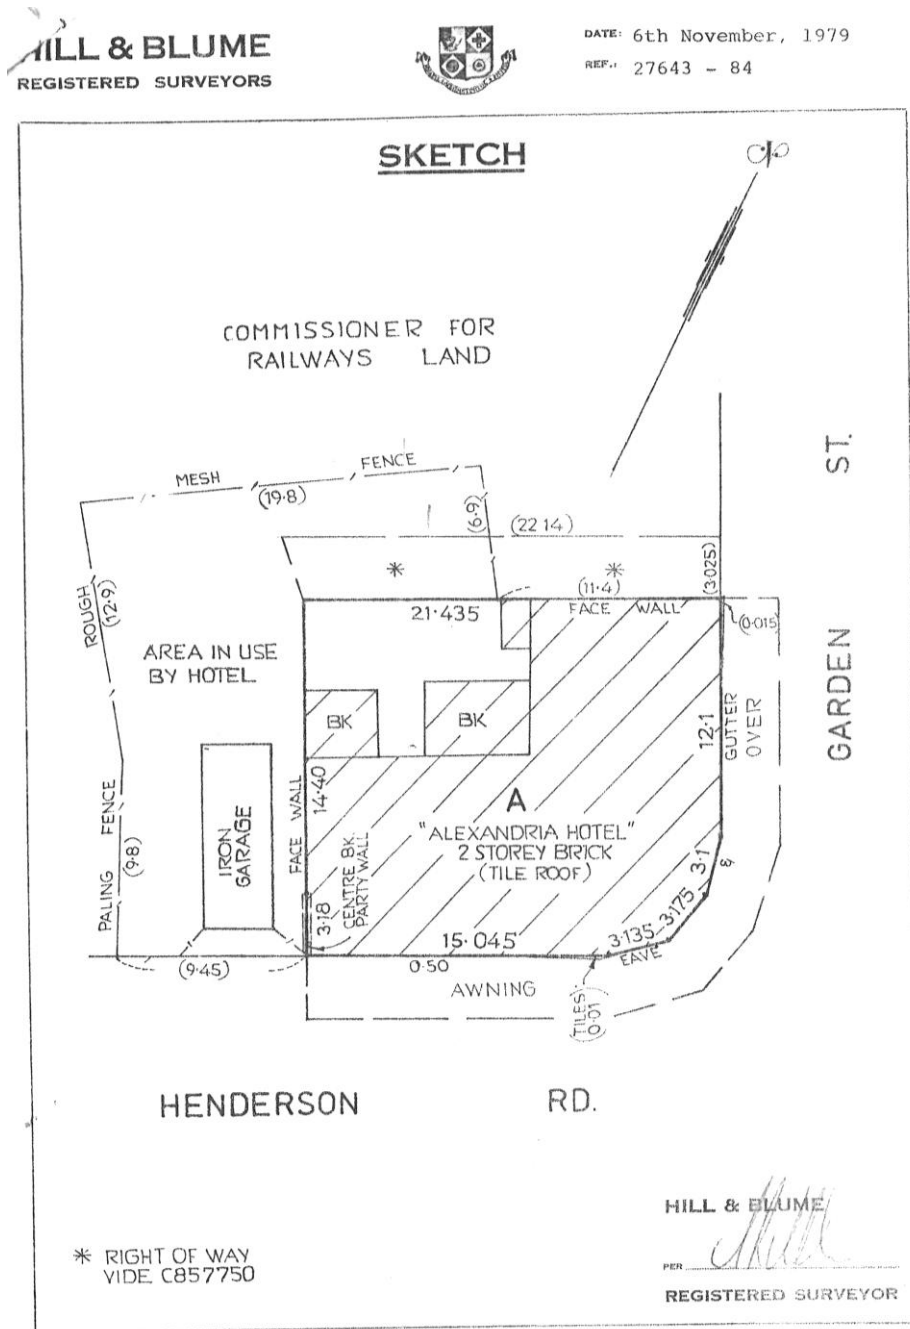 HILL & BLUME
REGISTERED SURVEYORS
DATE: 6th November, 1979
REF.: 27643 - 84
SKETCH
COMMISSIONER FOR
RAILWAYS LAND
ST.
GARDEN
MESH
FENCE
(19·8)
(6·9)
(22·14)
(3·025)
*
*
(11·4)
21·435
FACE WALL
(0·015)
ROUGH
(12·9)
AREA IN USE
BY HOTEL
BK
BK
12·1
GUTTER
OVER
14·40
FACE WALL
PALING FENCE
(9·8)
IRON
GARAGE
A
"ALEXANDRIA HOTEL"
2 STOREY BRICK
(TILE ROOF)
3·1
&
3·18
CENTRE BK.
PARTY WALL
3·175
3·135
15·045
EAVE
(9·45)
0·50
AWNING
(TILES)
0·01
HENDERSON RD.
HILL & BLUME
PER
REGISTERED SURVEYOR
* RIGHT OF WAY
VIDE C857750